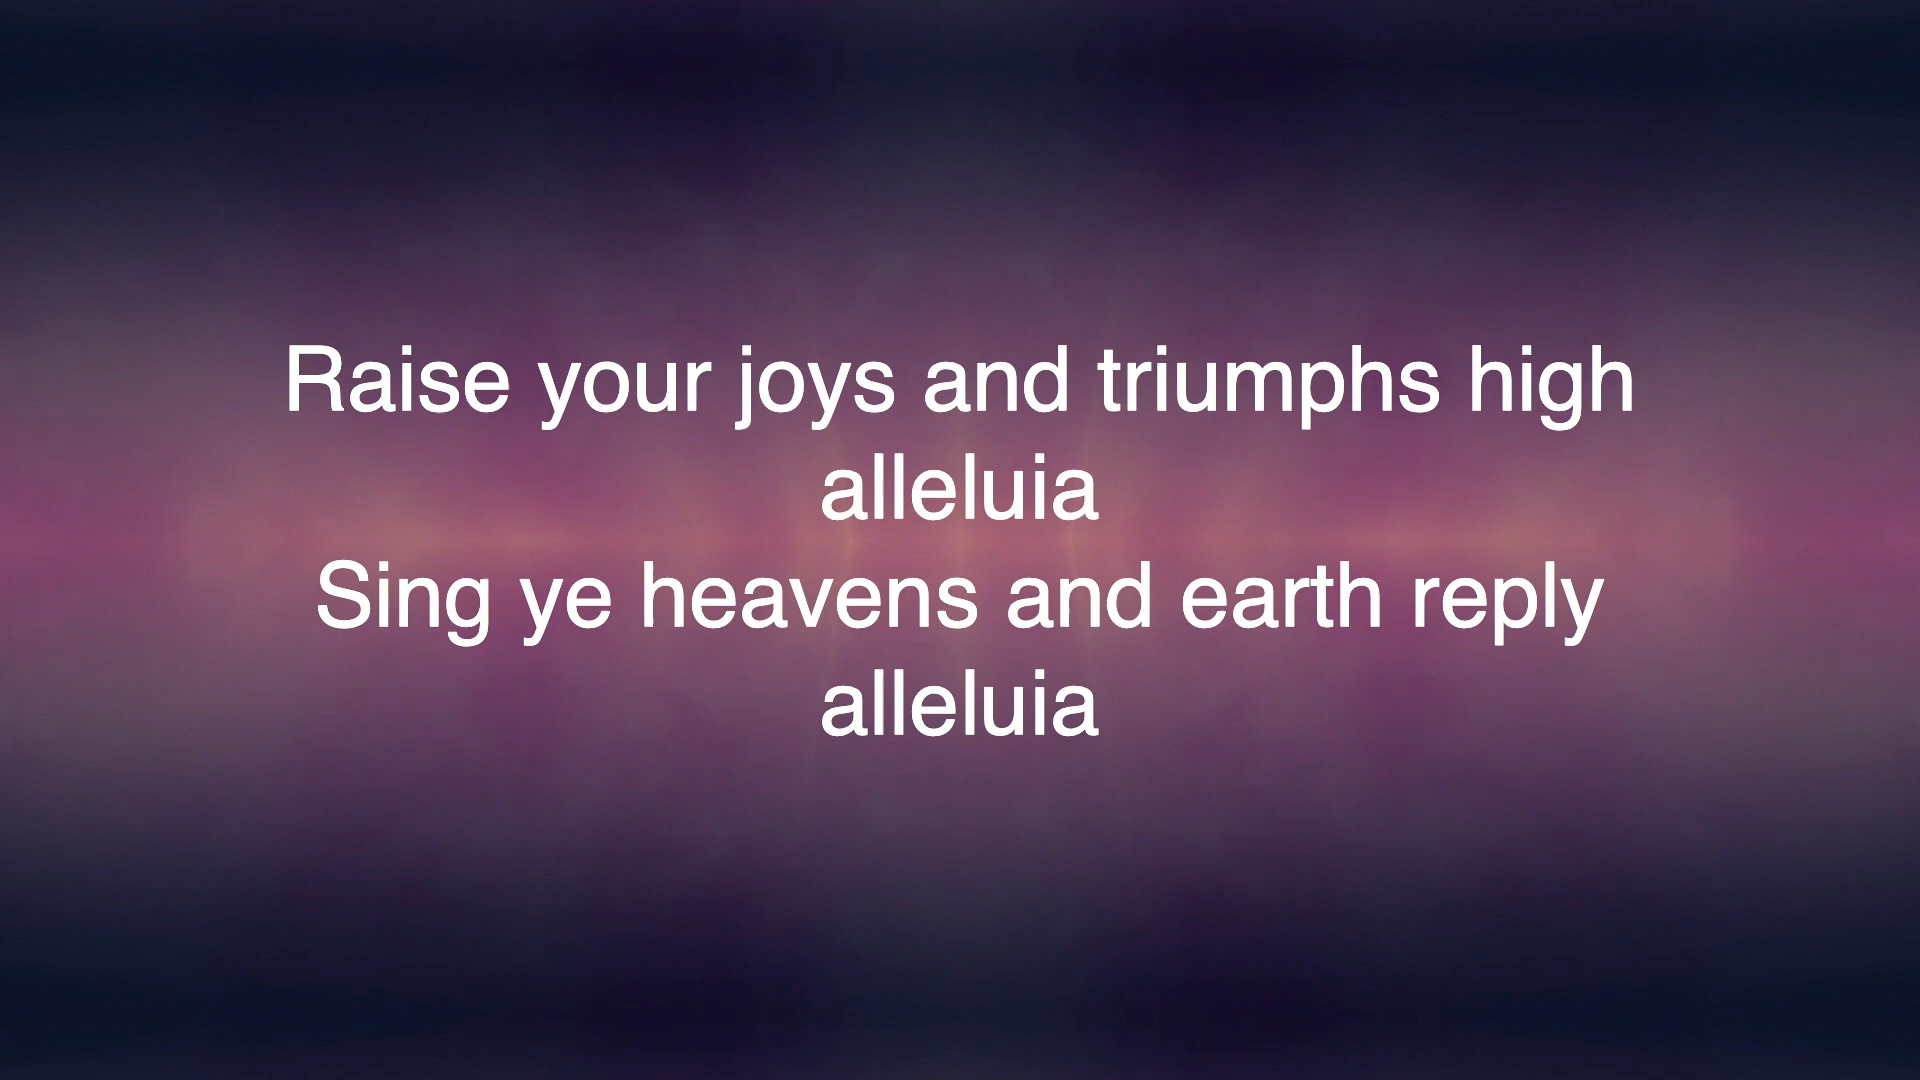 Raise your joys and triumphs high
alleluia
Sing ye heavens and earth reply
alleluia